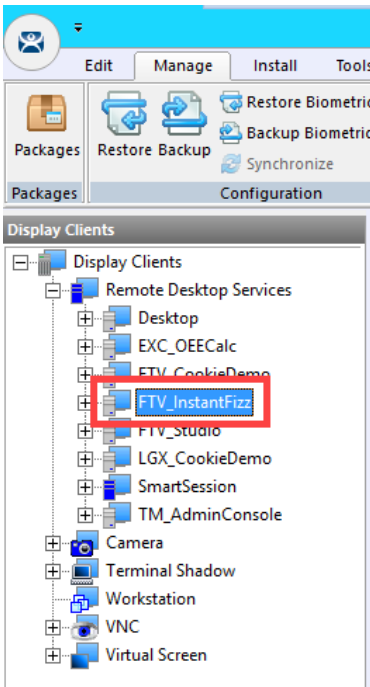 Edit Manage Install Tools
Restore Biometric
Backup Biometric
Packages Restore Backup Synchronize
Packages Configuration
Display Clients
Display Clients
Remote Desktop Services
Desktop
EXC_OEECalc
FTV_CookieDemo
FTV_InstantFizz
FTV_Studio
LGX_CookieDemo
SmartSession
TM_AdminConsole
Camera
Terminal Shadow
Workstation
VNC
Virtual Screen